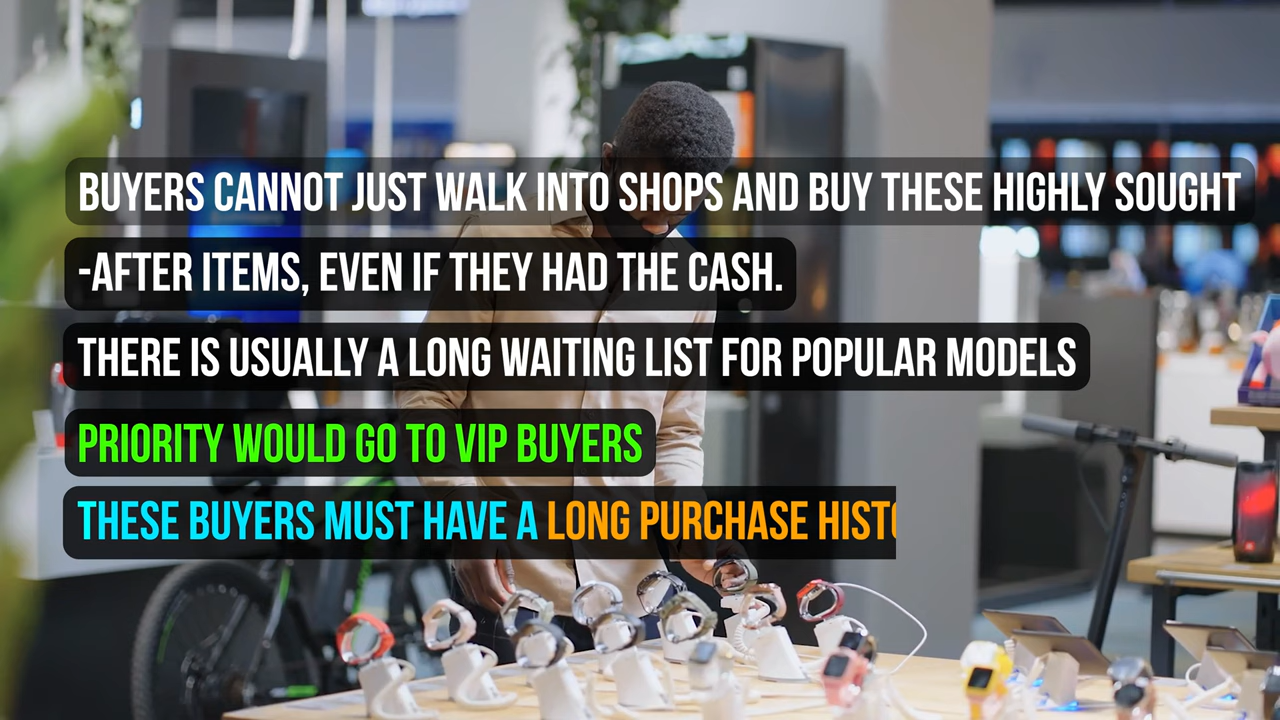 BUYERS CANNOT JUST WALK INTO SHOPS AND BUY THESE HIGHLY SOUGHT
-AFTER ITEMS, EVEN IF THEY HAD THE CASH.
THERE IS USUALLY A LONG WAITING LIST FOR POPULAR MODELS
PRIORITY WOULD GO TO VIP BUYERS
THESE BUYERS MUST HAVE A LONG PURCHASE